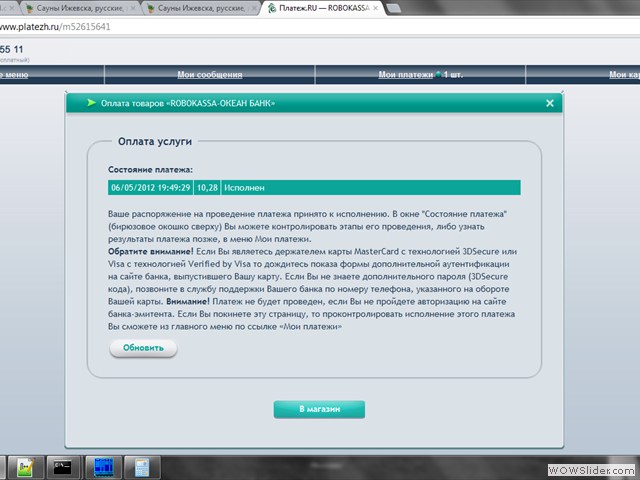 Сауны Ижевска, русские,
Сауны Ижевска, русские,
Платеж.RU — ROBOKASSA
www.platezh.ru/m52615641
55 11
е меню
Мои сообщения
Мои платежи
1 шт.
Мои ка
Оплата товаров «ROBOKASSA-ОКЕАН БАНК»
Оплата услуги
Состояние платежа:
06/05/2012 19:49:29 10,28 Исполнен
Ваше распоряжение на проведение платежа принято к исполнению. В окне "Состояние платежа"
(бирюзовое окошко сверху) Вы можете контролировать этапы его проведения, либо узнать
результаты платежа позже, в меню Мои платежи.
Обратите внимание! Если Вы являетесь держателем карты MasterCard с технологией 3DSecure или
Visa с технологией Verified by Visa то дождитесь показа формы дополнительной аутентификации
на сайте банка, выпустившего Вашу карту. Если Вы не знаете дополнительного пароля (3DSecure
кода), позвоните в службу поддержки Вашего банка по номеру телефона, указанного на обороте
Вашей карты. Внимание! Платеж не будет проведен, если Вы не пройдете авторизацию на сайте
банка-эмитента. Если Вы покинете эту страницу, то проконтролировать исполнение этого платежа
Вы сможете из главного меню по ссылке «Мои платежи»
Обновить
В магазин
WOWSlider.com